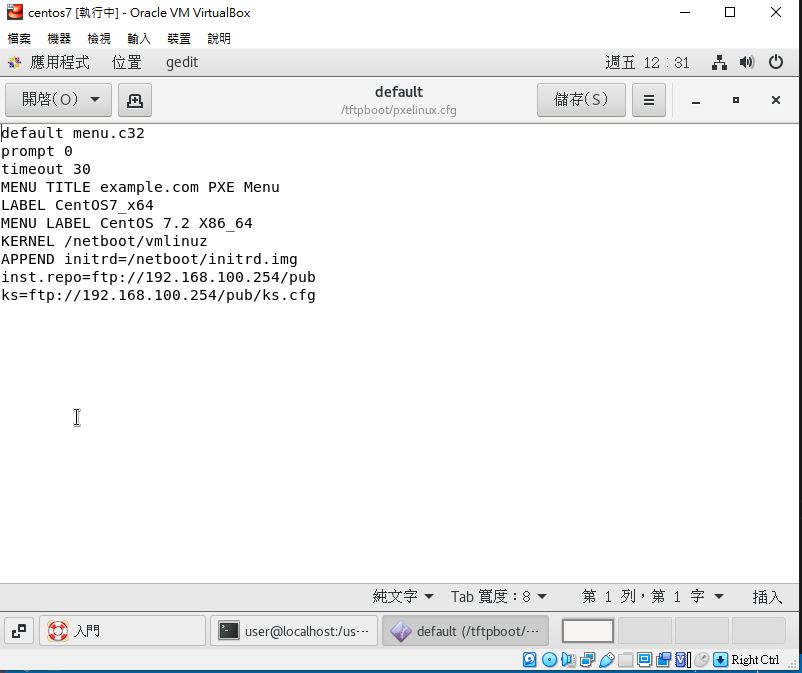 centos7 [執行中] - Oracle VM VirtualBox
檔案 機器 檢視 輸入 裝置 說明
應用程式 位置 gedit 週五 12：31
開啓(O) default 儲存(S)
/tftpboot/pxelinux.cfg
default menu.c32
prompt 0
timeout 30
MENU TITLE example.com PXE Menu
LABEL CentOS7_x64
MENU LABEL CentOS 7.2 X86_64
KERNEL /netboot/vmlinuz
APPEND initrd=/netboot/initrd.img
inst.repo=ftp://192.168.100.254/pub
ks=ftp://192.168.100.254/pub/ks.cfg
純文字 Tab 寬度：8 第 1 列，第 1 字 插入
入門 user@localhost:/us··· default (/tftpboot/···
Right Ctrl